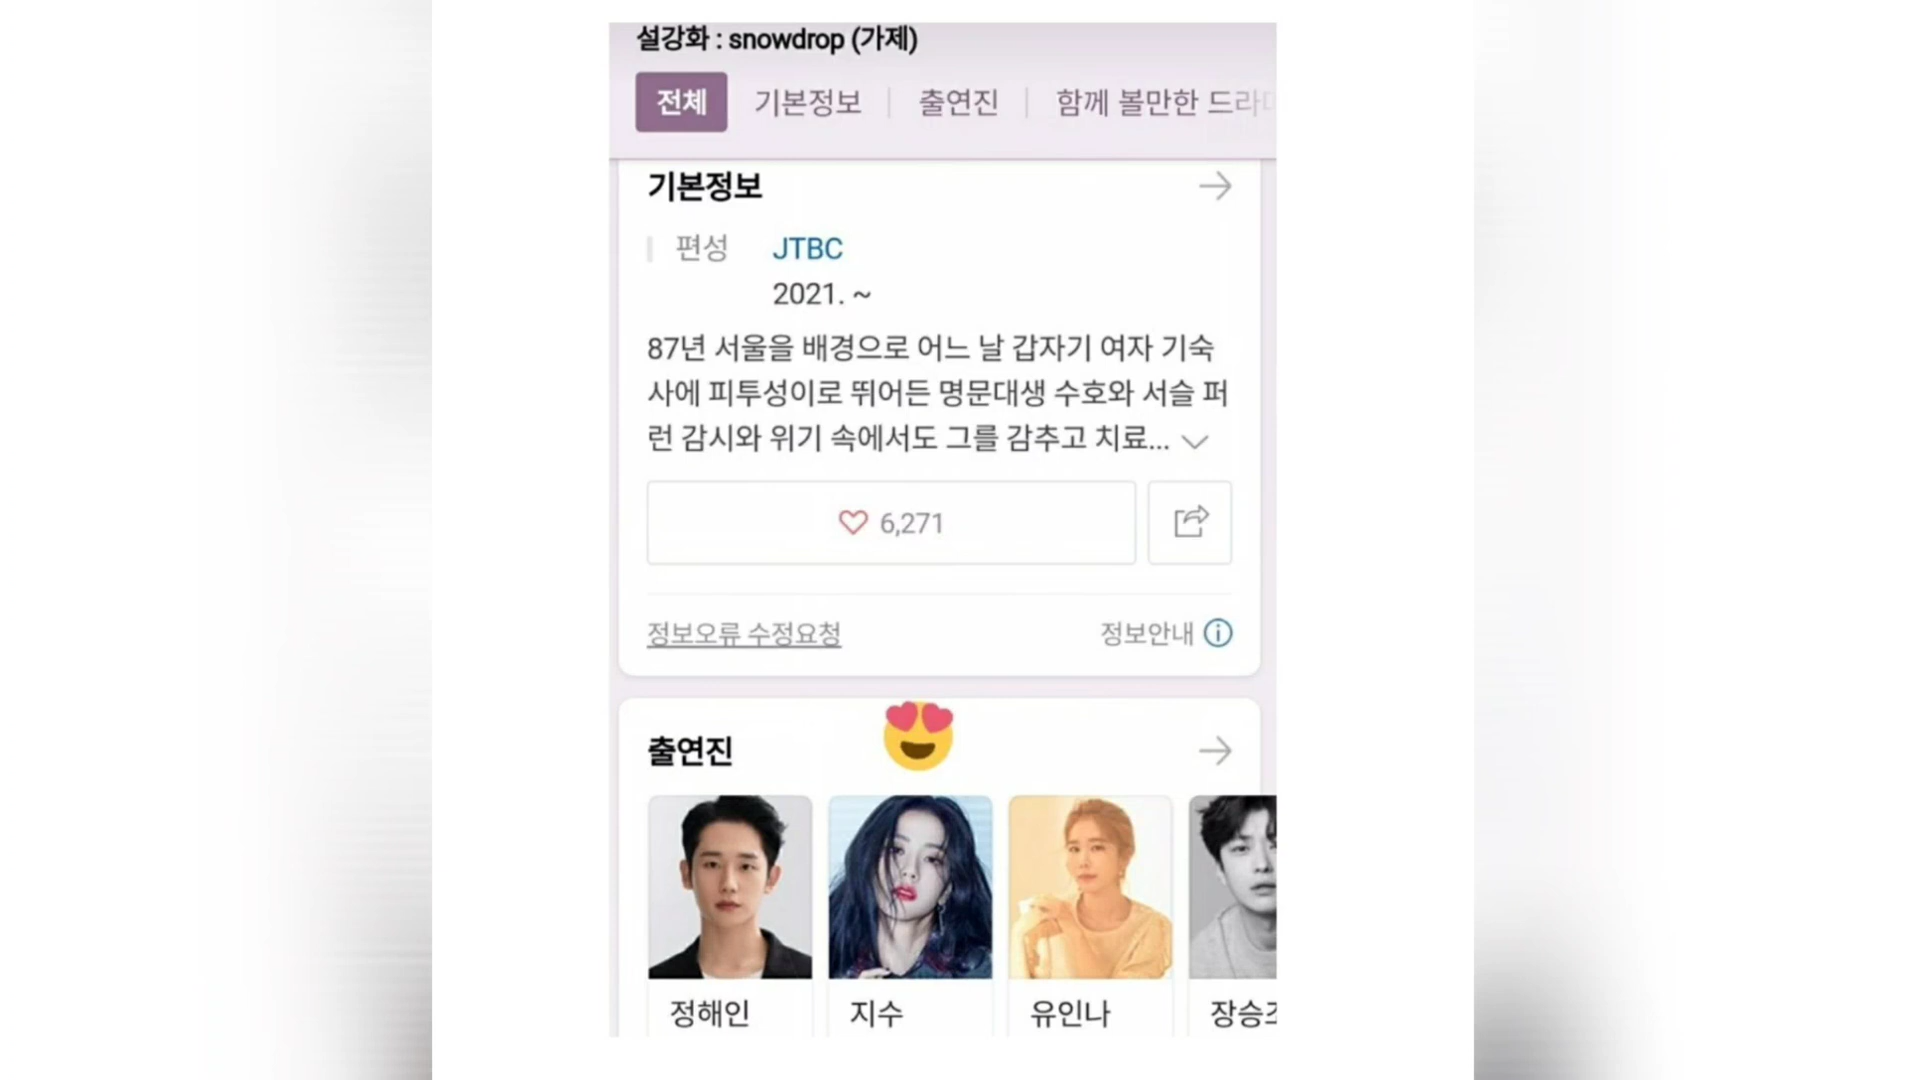 설강화 : snowdrop (가제)
전체 기본정보 출연진 함께 볼만한 드라마
기본정보
편성 JTBC
2021. ~
87년 서울을 배경으로 어느 날 갑자기 여자 기숙
사에 피투성이로 뛰어든 명문대생 수호와 서슬 퍼
런 감시와 위기 속에서도 그를 감추고 치료...
6,271
정보오류 수정요청 정보안내
출연진
정해인 지수 유인나 장승조